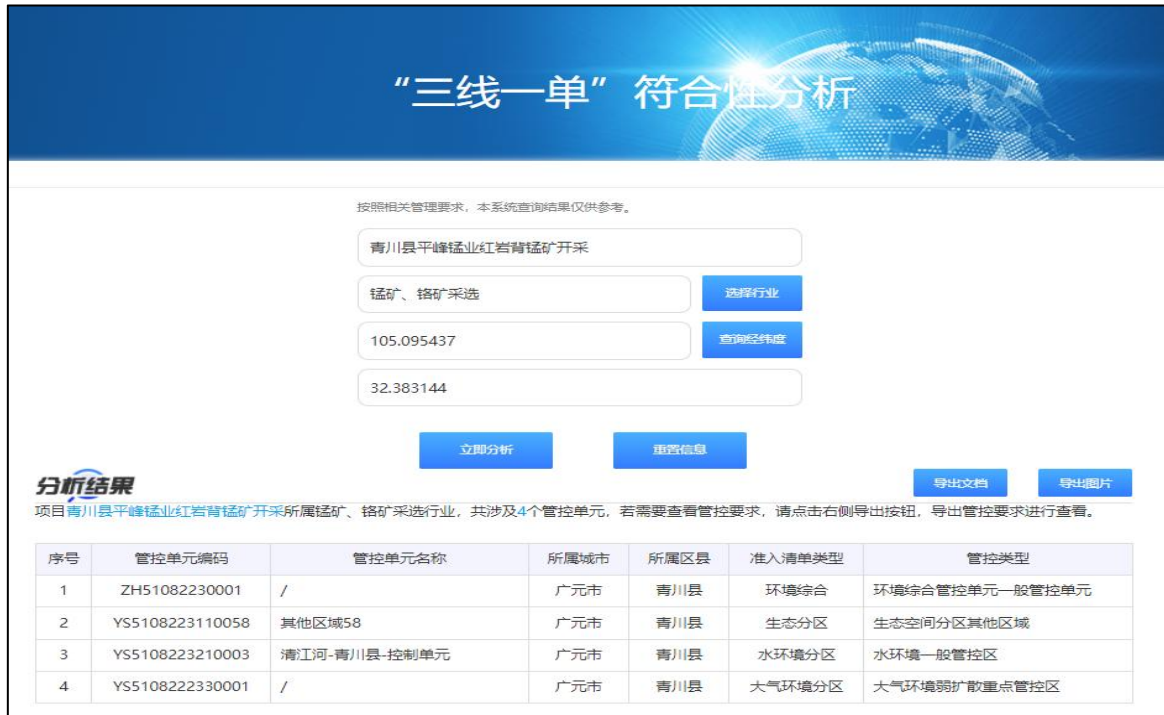 “三线一单”符合性分析
按照相关管理要求，本系统查询结果仅供参考。
青川县平峰锰业红岩背锰矿开采
锰矿、铬矿采选
选择行业
105.095437
查询经纬度
32.383144
立即分析
重置信息
分析结果
导出文档
导出图片
项目青川县平峰锰业红岩背锰矿开采所属锰矿、铬矿采选行业，共涉及4个管控单元，若需要查看管控要求，请点击右侧导出按钮，导出管控要求进行查看。
序号 管控单元编码 管控单元名称 所属城市 所属区县 准入清单类型 管控类型
1 ZH51082230001 / 广元市 青川县 环境综合 环境综合管控单元一般管控单元
2 YS5108223110058 其他区域58 广元市 青川县 生态分区 生态空间分区其他区域
3 YS5108223210003 清江河-青川县-控制单元 广元市 青川县 水环境分区 水环境一般管控区
4 YS5108222330001 / 广元市 青川县 大气环境分区 大气环境弱扩散重点管控区